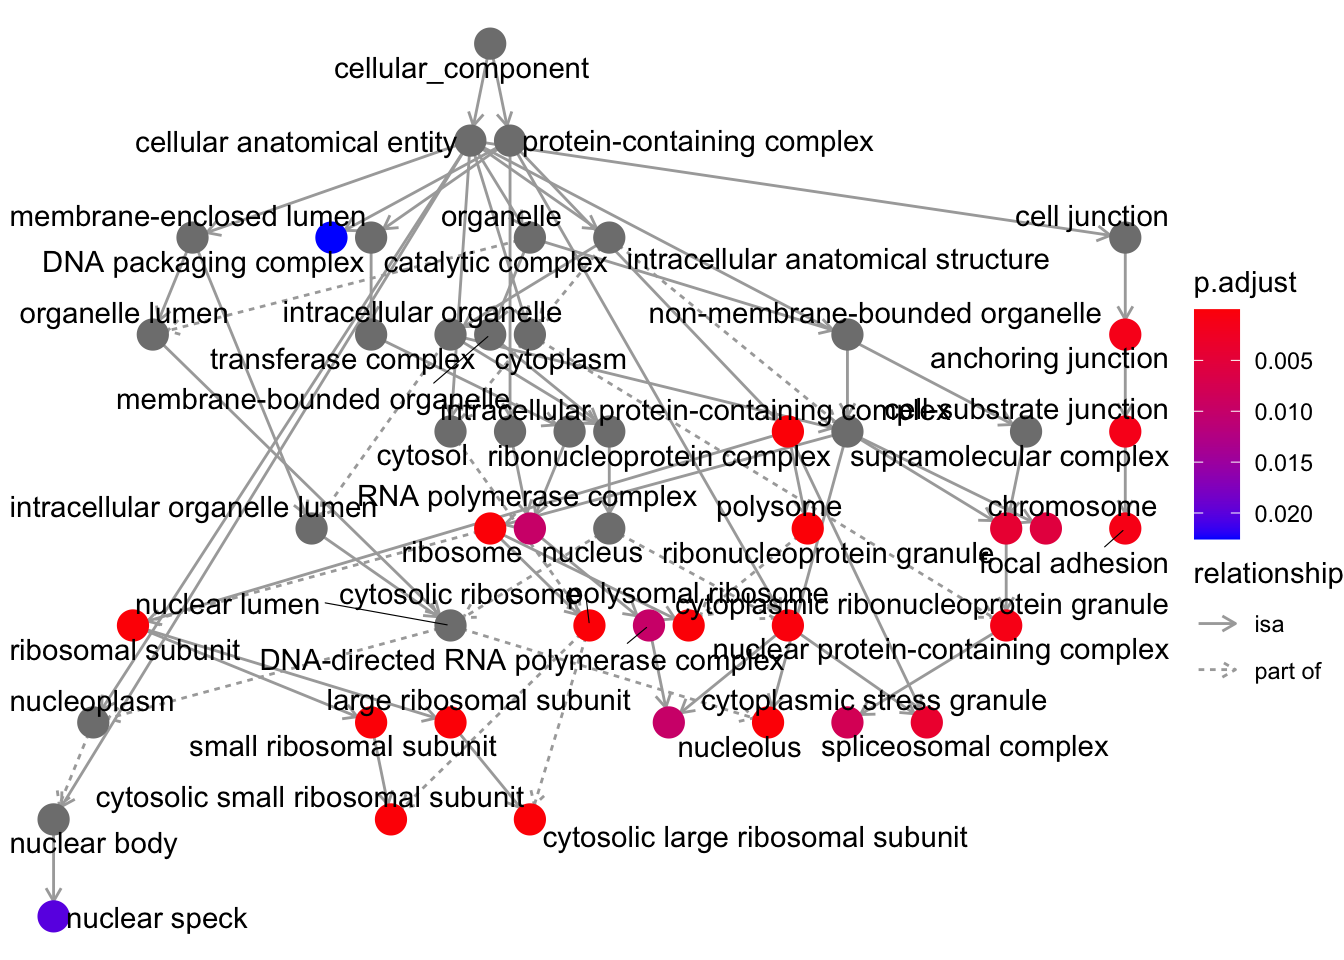 cellular_component
cellular anatomical entity
protein-containing complex
membrane-enclosed lumen
organelle
cell junction
DNA packaging complex
catalytic complex
intracellular anatomical structure
p.adjust
organelle lumen
intracellular organelle
non-membrane-bounded organelle
transferase complex
cytoplasm
anchoring junction
0.005
membrane-bounded organelle
intracellular protein-containing complex
cell-substrate junction
0.010
cytosol
ribonucleoprotein complex
supramolecular complex
0.015
intracellular organelle lumen
RNA polymerase complex
polysome
chromosome
0.020
ribosome
nucleus
ribonucleoprotein granule
focal adhesion
relationship
nuclear lumen
cytosolic ribosome
polysomal ribosome
cytoplasmic ribonucleoprotein granule
isa
ribosomal subunit
DNA-directed RNA polymerase complex
nuclear protein-containing complex
part of
nucleoplasm
large ribosomal subunit
cytoplasmic stress granule
small ribosomal subunit
nucleolus
spliceosomal complex
cytosolic small ribosomal subunit
cytosolic large ribosomal subunit
nuclear body
nuclear speck